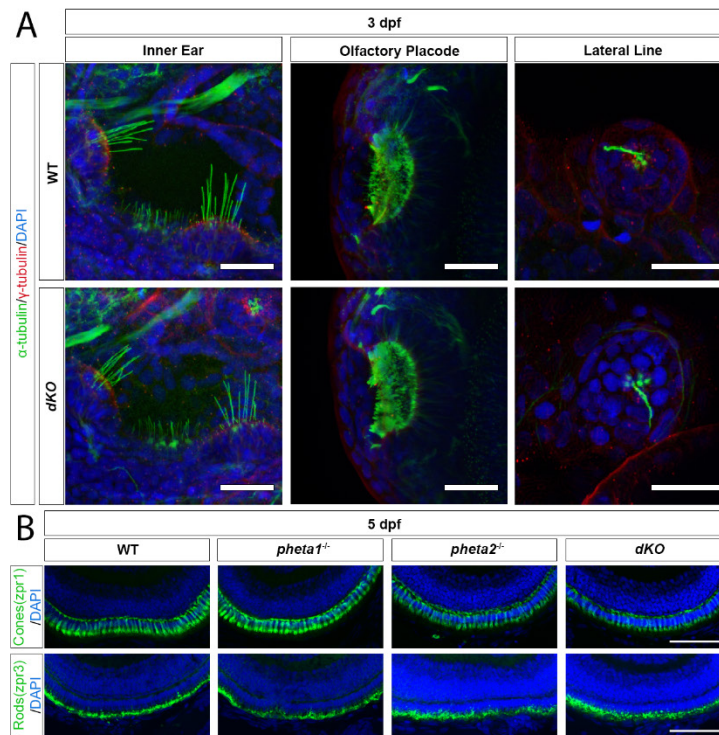 A
3 dpf
Inner Ear
Olfactory Placode
Lateral Line
α-tubulin/γ-tubulin/DAPI
WT
dKO
B
5 dpf
WT
pheta1-/-
pheta2-/-
dKO
Cones(zpr1)
/DAPI
Rods(zpr3)
/DAPI